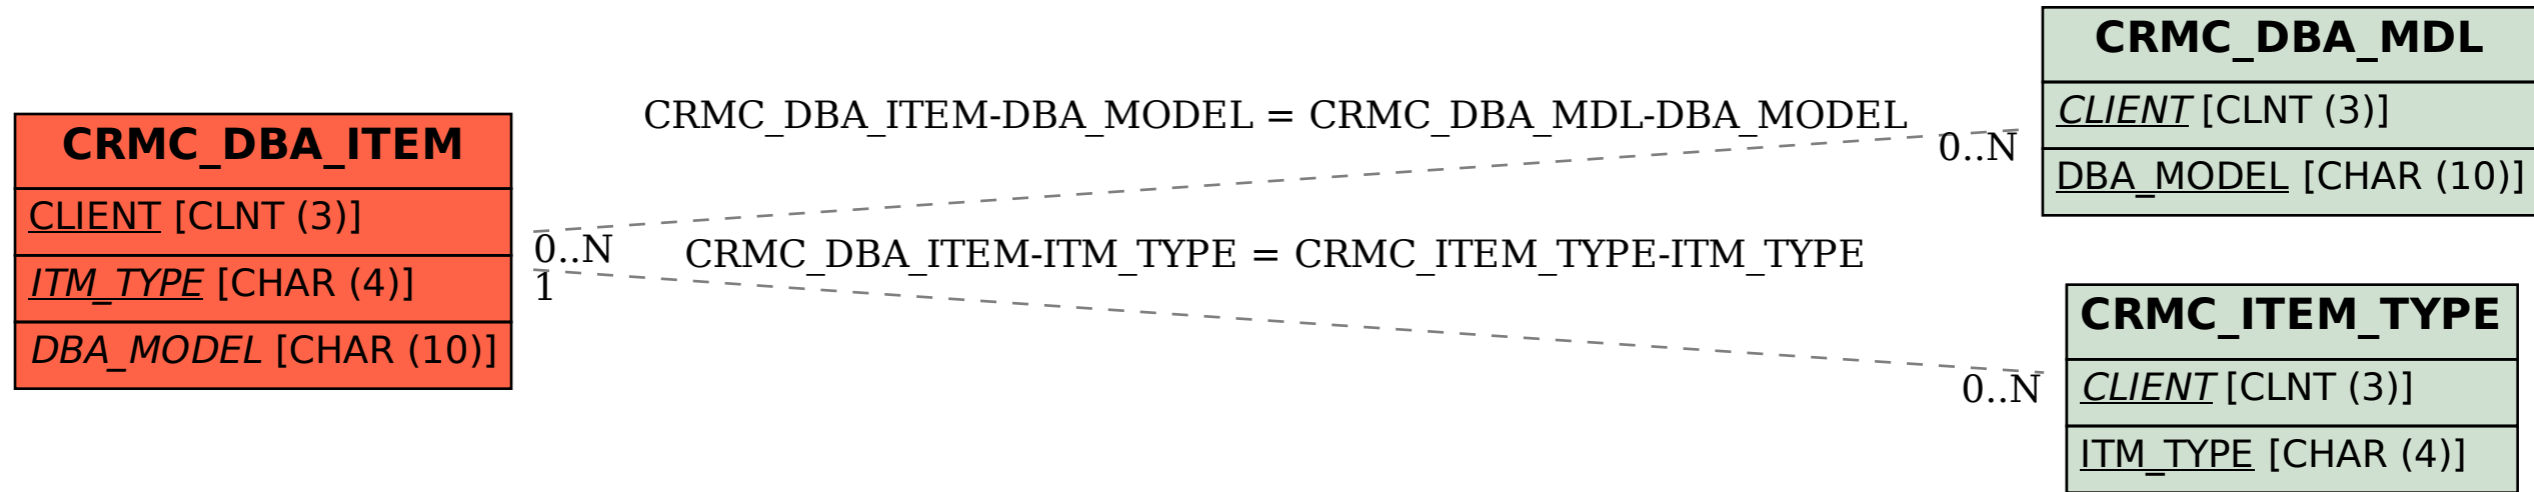 CRMC_DBA_ITEM
CLIENT [CLNT (3)]
ITM_TYPE [CHAR (4)]
DBA_MODEL [CHAR (10)]
CRMC_DBA_ITEM-DBA_MODEL = CRMC_DBA_MDL-DBA_MODEL
0..N
0..N
CRMC_DBA_ITEM-ITM_TYPE = CRMC_ITEM_TYPE-ITM_TYPE
1
0..N
CRMC_DBA_MDL
CLIENT [CLNT (3)]
DBA_MODEL [CHAR (10)]
CRMC_ITEM_TYPE
CLIENT [CLNT (3)]
ITM_TYPE [CHAR (4)]